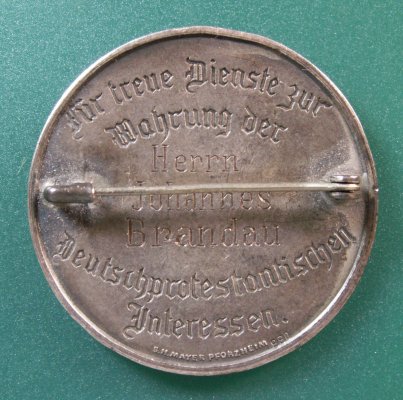 Für treue Dienste zur
Wahrung der
Herrn
Johannes
Brandau
Deutschprotestantischen
Interessen.
B.H.MAYER PFORZHEIM